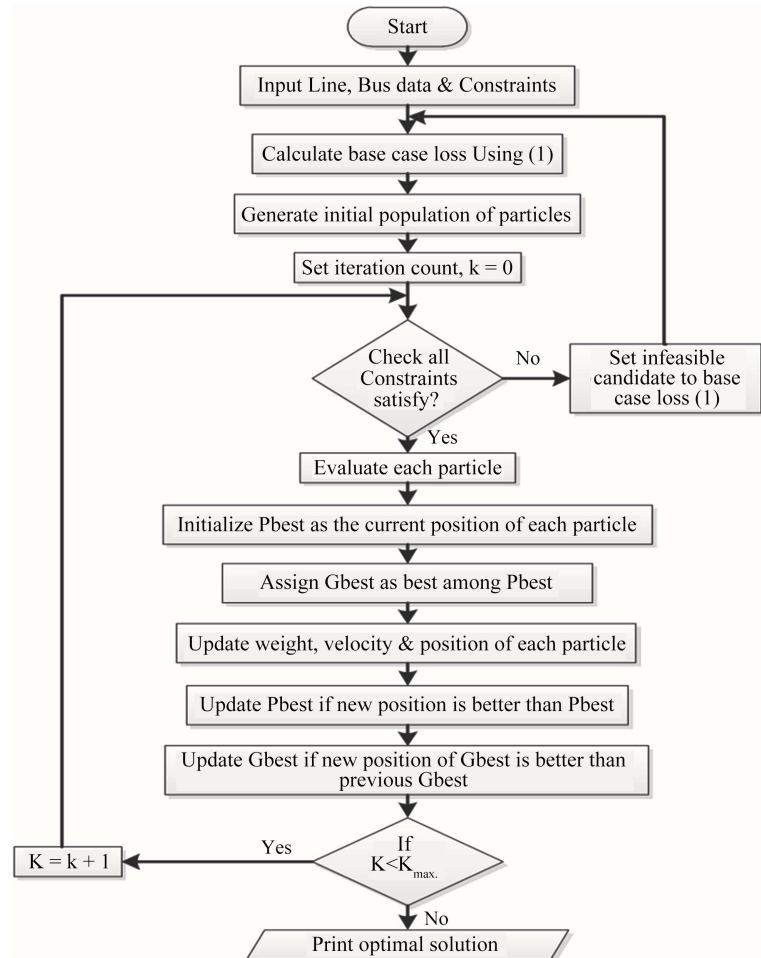 Start
Input Line, Bus data & Constraints
Calculate base case loss Using (1)
Generate initial population of particles
Set iteration count, k = 0
Check all
Constraints
satisfy?
No
Set infeasible
candidate to base
case loss (1)
Yes
Evaluate each particle
Initialize Pbest as the current position of each particle
Assign Gbest as best among Pbest
Update weight, velocity & position of each particle
Update Pbest if new position is better than Pbest
Update Gbest if new position of Gbest is better than
previous Gbest
If
K<Kmax.
Yes
K = k + 1
No
Print optimal solution